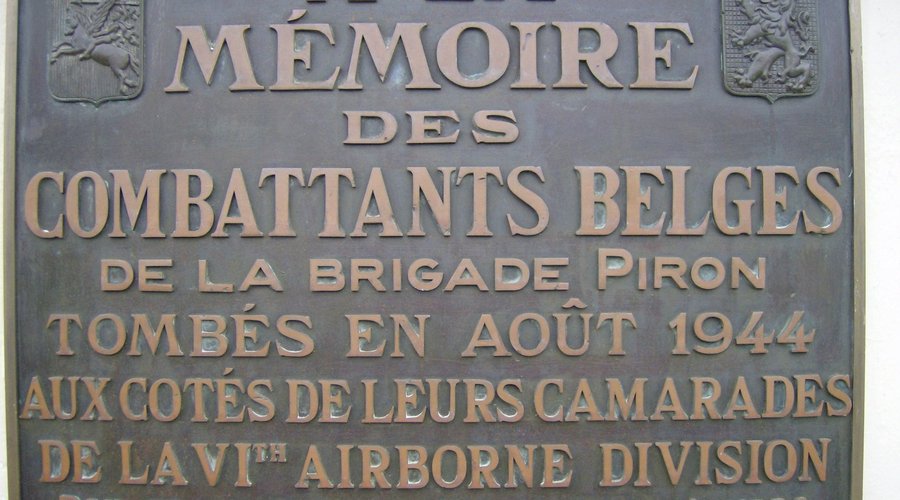 À LA
MÉMOIRE
DES
COMBATTANTS BELGES
DE LA BRIGADE PIRON
TOMBÉS EN AOÛT 1944
AUX COTÉS DE LEURS CAMARADES
DE LA VITH AIRBORNE DIVISION